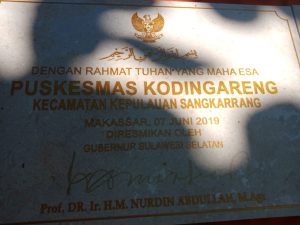 بسم الله الرحمن الرحيم
DENGAN RAHMAT TUHAN YANG MAHA ESA
PUSKESMAS KODINGARENG
KECAMATAN KEPULAUAN SANGKARRANG
MAKASSAR, 07 JUNI 2019
DIRESMIKAN OLEH
GUBERNUR SULAWESI SELATAN
Prof. DR. Ir. H.M. NURDIN ABDULLAH, M.Agr